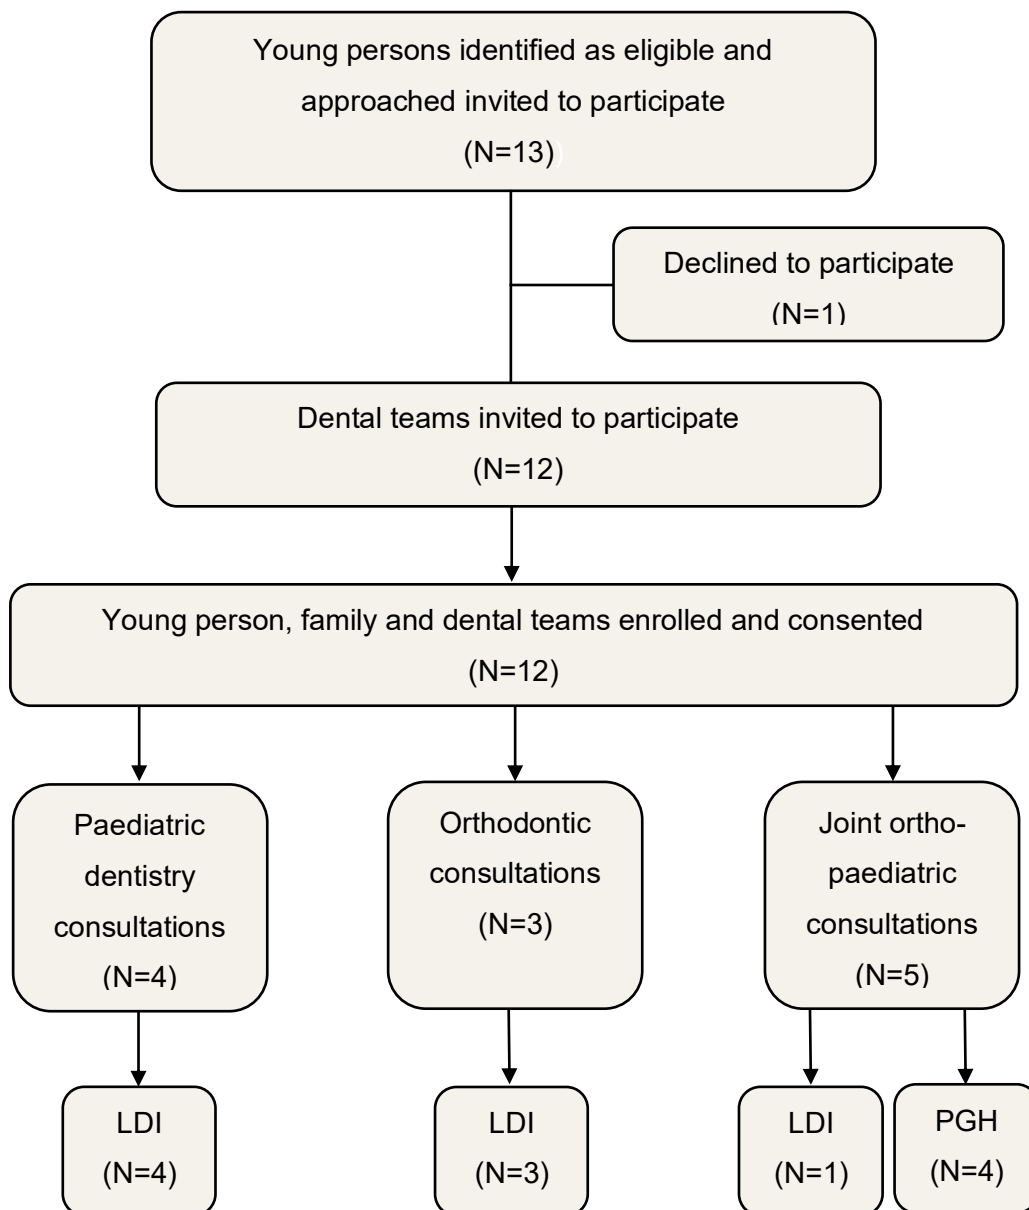 Young persons identified as eligible and
approached invited to participate
(N=13)
Declined to participate
(N=1)
Dental teams invited to participate
(N=12)
Young person, family and dental teams enrolled and consented
(N=12)
Paediatric
dentistry
consultations
(N=4)
Orthodontic
consultations
(N=3)
Joint ortho-
paediatric
consultations
(N=5)
LDI
(N=4)
LDI
(N=3)
LDI
(N=1)
PGH
(N=4)